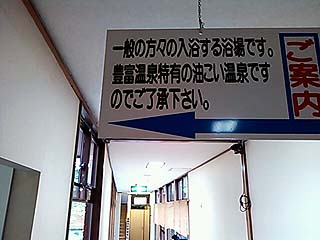 一般の方々の入浴する浴場です。
豊富温泉特有の油こい温泉です
のでご了承下さい。
ご案内